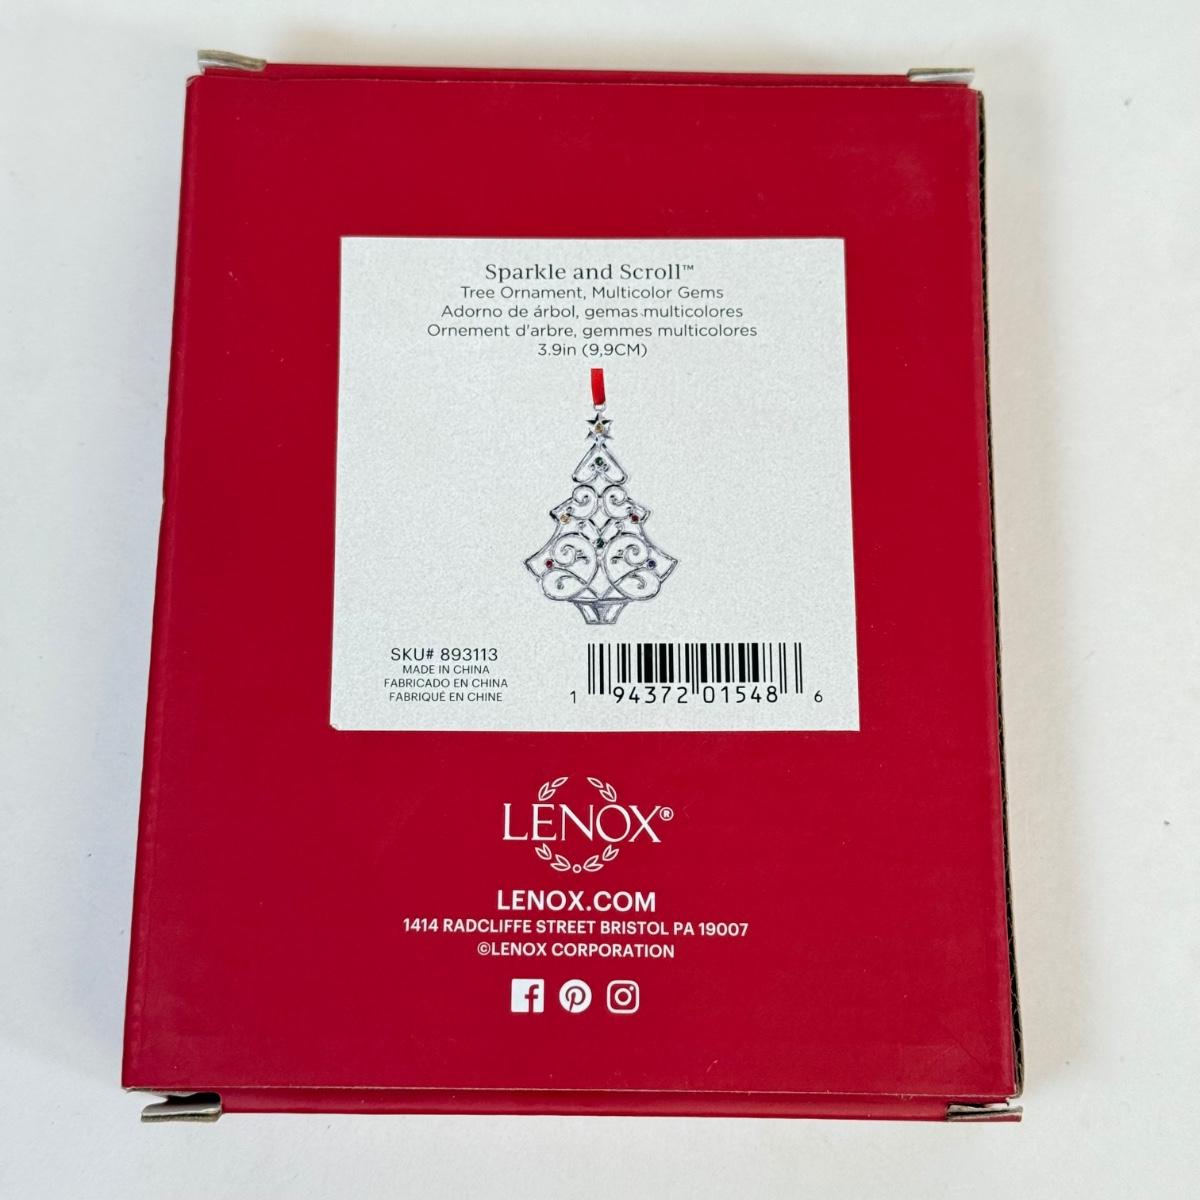 Sparkle and Scroll™
Tree Ornament, Multicolor Gems
Adorno de árbol, gemas multicolores
Ornement d'arbre, gemmes multicolores
3.9in (9,9CM)
SKU# 893113
MADE IN CHINA
FABRICADO EN CHINA
FABRIQUÉ EN CHINE
1 94372 01548 6
LENOX®
LENOX.COM
1414 RADCLIFFE STREET BRISTOL PA 19007
©LENOX CORPORATION